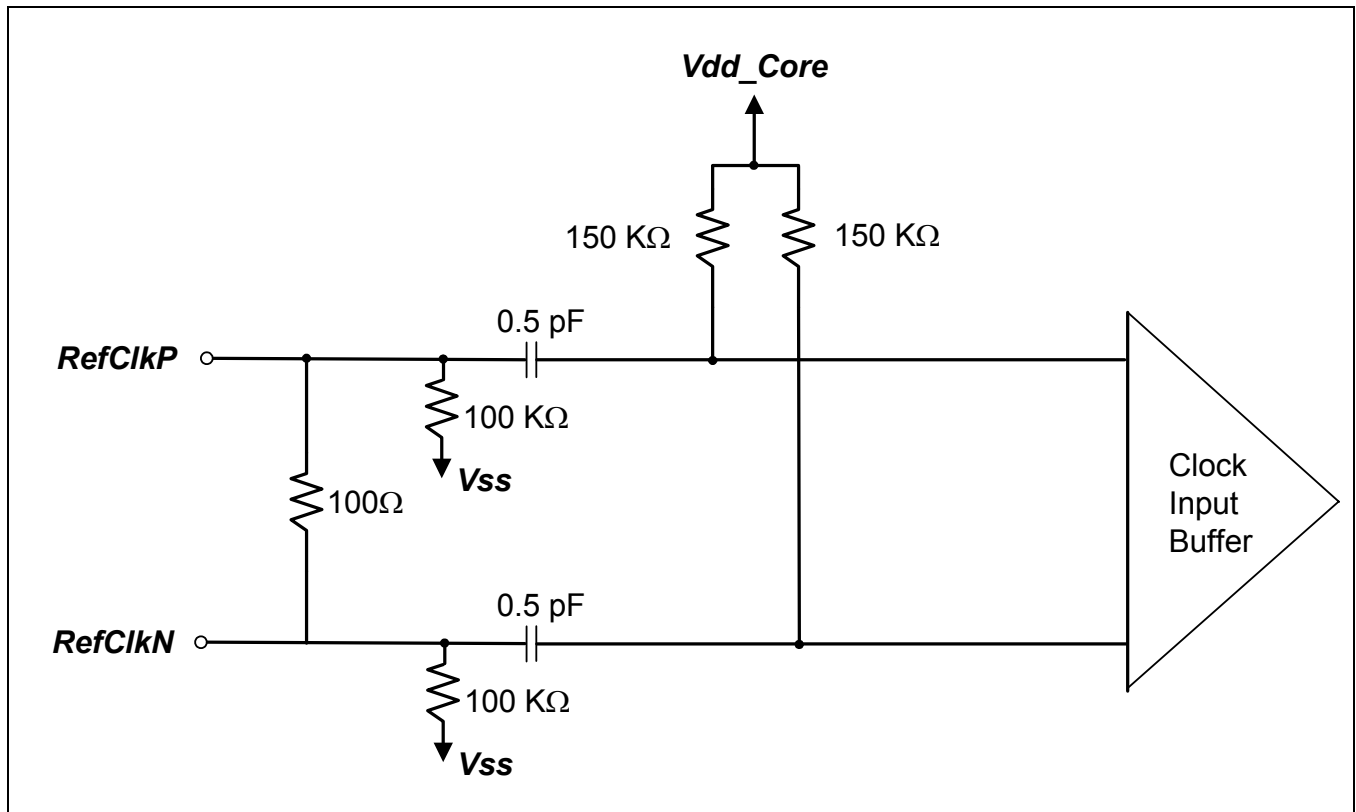 Vdd_Core
150 KΩ
150 KΩ
0.5 pF
RefClkP
100 KΩ
Vss
100Ω
Clock
Input
Buffer
0.5 pF
RefClkN
100 KΩ
Vss